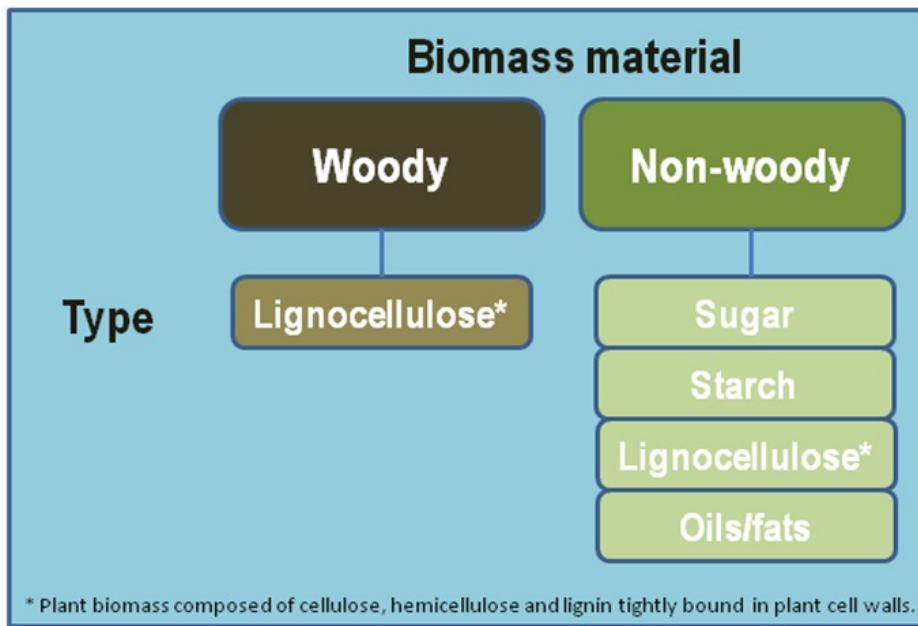 Biomass material
Woody
Non-woody
Type
Lignocellulose*
Sugar
Starch
Lignocellulose*
Oils/fats
* Plant biomass composed of cellulose, hemicellulose and lignin tightly bound in plant cell walls.